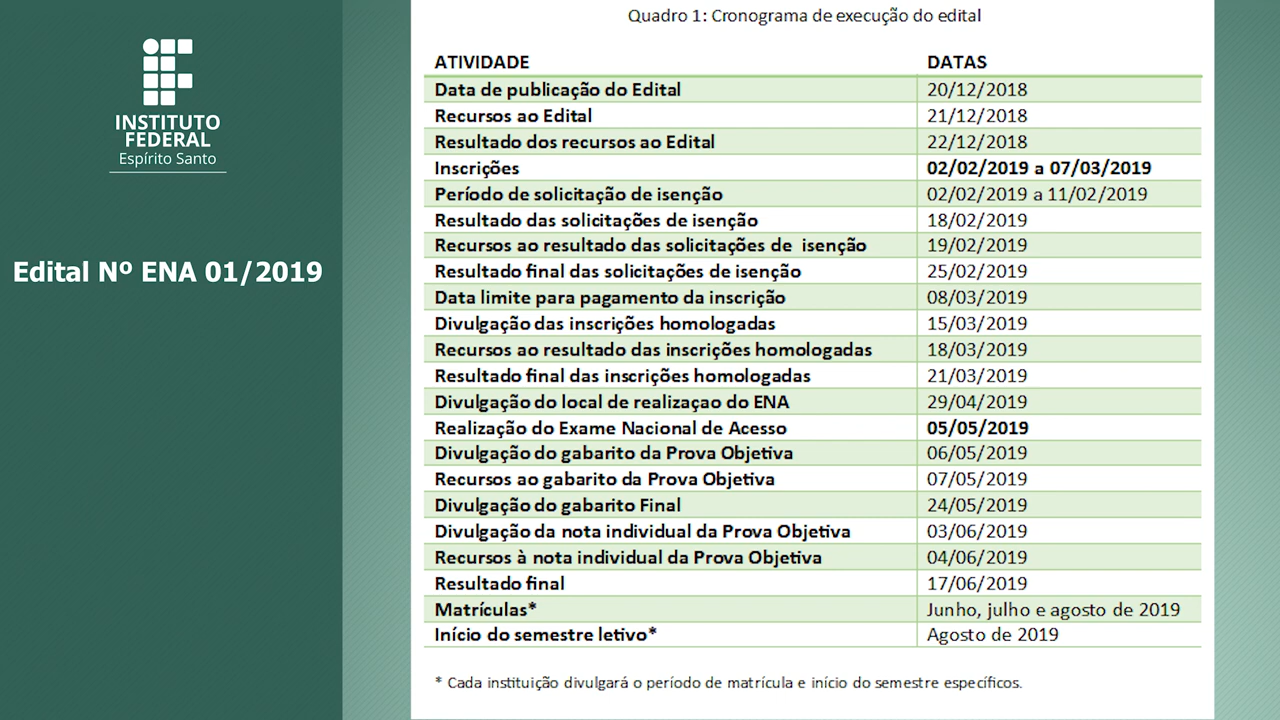 INSTITUTO
FEDERAL
Espírito Santo
Edital Nº ENA 01/2019
Quadro 1: Cronograma de execução do edital
ATIVIDADE DATAS
Data de publicação do Edital 20/12/2018
Recursos ao Edital 21/12/2018
Resultado dos recursos ao Edital 22/12/2018
Inscrições 02/02/2019 a 07/03/2019
Período de solicitação de isenção 02/02/2019 a 11/02/2019
Resultado das solicitações de isenção 18/02/2019
Recursos ao resultado das solicitações de isenção 19/02/2019
Resultado final das solicitações de isenção 25/02/2019
Data limite para pagamento da inscrição 08/03/2019
Divulgação das inscrições homologadas 15/03/2019
Recursos ao resultado das inscrições homologadas 18/03/2019
Resultado final das inscrições homologadas 21/03/2019
Divulgação do local de realizaçao do ENA 29/04/2019
Realização do Exame Nacional de Acesso 05/05/2019
Divulgação do gabarito da Prova Objetiva 06/05/2019
Recursos ao gabarito da Prova Objetiva 07/05/2019
Divulgação do gabarito Final 24/05/2019
Divulgação da nota individual da Prova Objetiva 03/06/2019
Recursos à nota individual da Prova Objetiva 04/06/2019
Resultado final 17/06/2019
Matrículas* Junho, julho e agosto de 2019
Início do semestre letivo* Agosto de 2019
* Cada instituição divulgará o período de matrícula e início do semestre específicos.